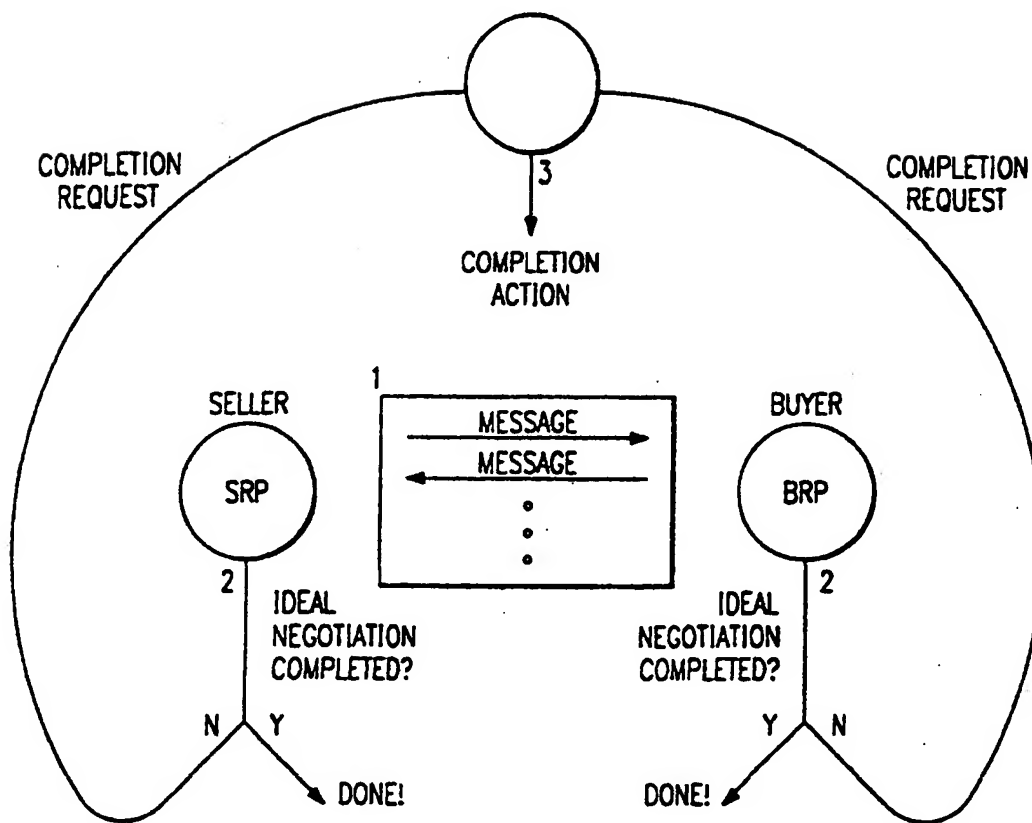 COMPLETION
REQUEST
COMPLETION
REQUEST
3
COMPLETION
ACTION
1
SELLER
BUYER
MESSAGE
MESSAGE
SRP
BRP
2
IDEAL
NEGOTIATION
COMPLETED?
IDEAL
NEGOTIATION
COMPLETED?
2
N Y
Y N
DONE!
DONE!